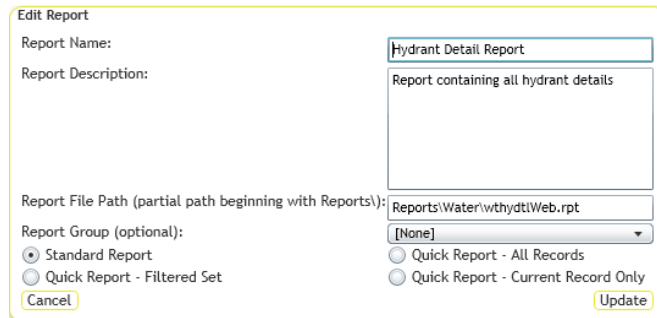 Edit Report
Report Name:
Hydrant Detail Report
Report Description:
Report containing all hydrant details
Report File Path (partial path beginning with Reports\):
Reports\Water\wthydtlWeb.rpt
Report Group (optional):
[None]
Standard Report
Quick Report - All Records
Quick Report - Filtered Set
Quick Report - Current Record Only
Cancel
Update